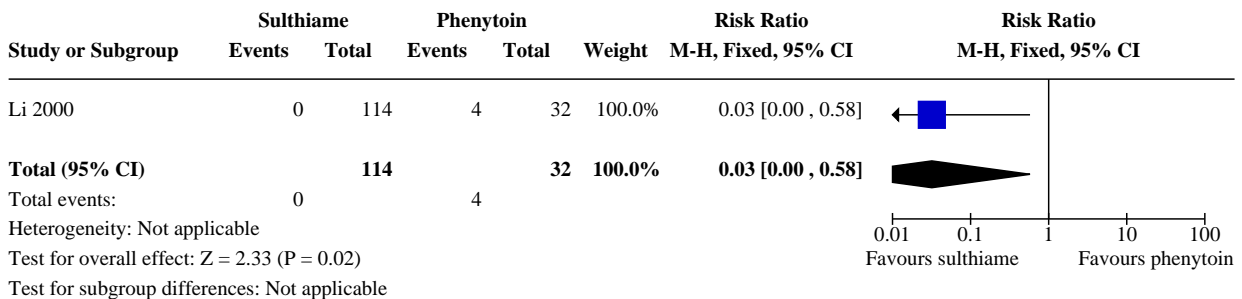 Sulthiame Phenytoin Risk Ratio Risk Ratio
Study or Subgroup Events Total Events Total Weight M-H, Fixed, 95% CI M-H, Fixed, 95% CI
Li 2000 0 114 4 32 100.0% 0.03 [0.00 , 0.58]
Total (95% CI) 114 32 100.0% 0.03 [0.00 , 0.58]
Total events: 0 4
Heterogeneity: Not applicable
0.01 0.1 1 10 100
Test for overall effect: Z = 2.33 (P = 0.02)
Favours sulthiame Favours phenytoin
Test for subgroup differences: Not applicable